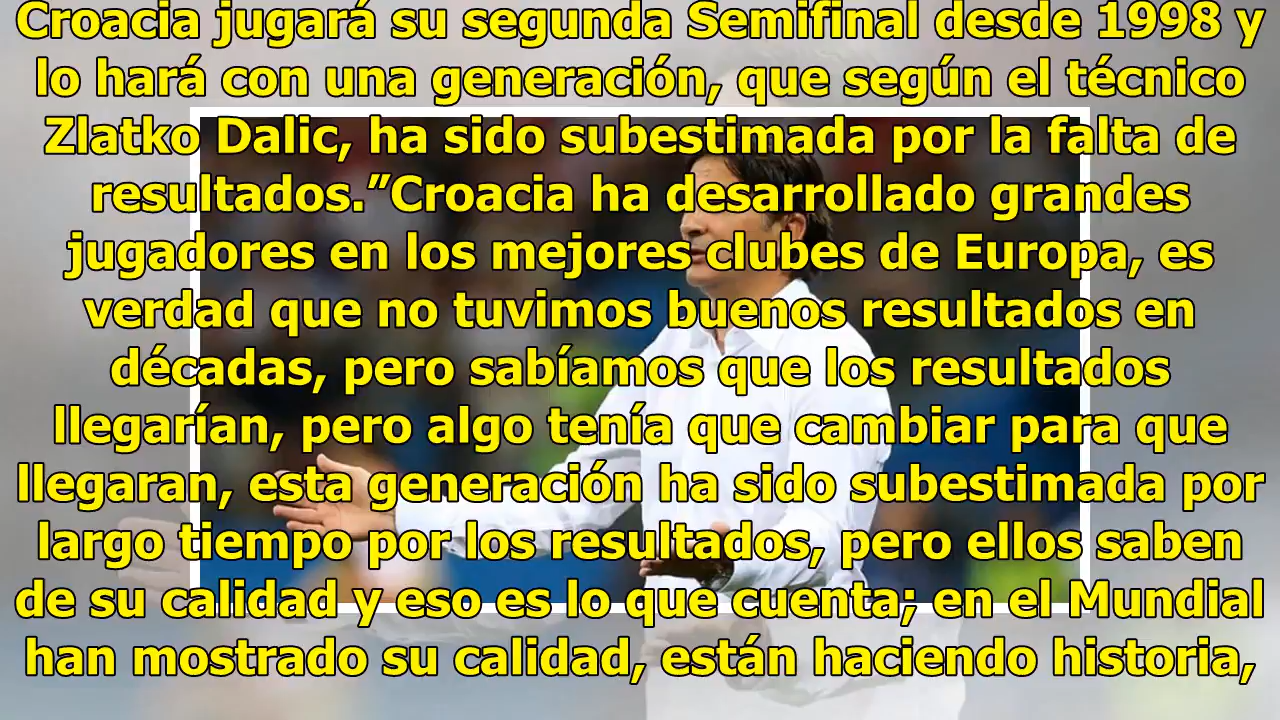 Croacia jugará su segunda Semifinal desde 1998 y
lo hará con una generación, que según el técnico
Zlatko Dalic, ha sido subestimada por la falta de
resultados.”Croacia ha desarrollado grandes
jugadores en los mejores clubes de Europa, es
verdad que no tuvimos buenos resultados en
décadas, pero sabíamos que los resultados
llegarían, pero algo tenía que cambiar para que
llegaran, esta generación ha sido subestimada por
largo tiempo por los resultados, pero ellos saben
de su calidad y eso es lo que cuenta; en el Mundial
han mostrado su calidad, están haciendo historia,